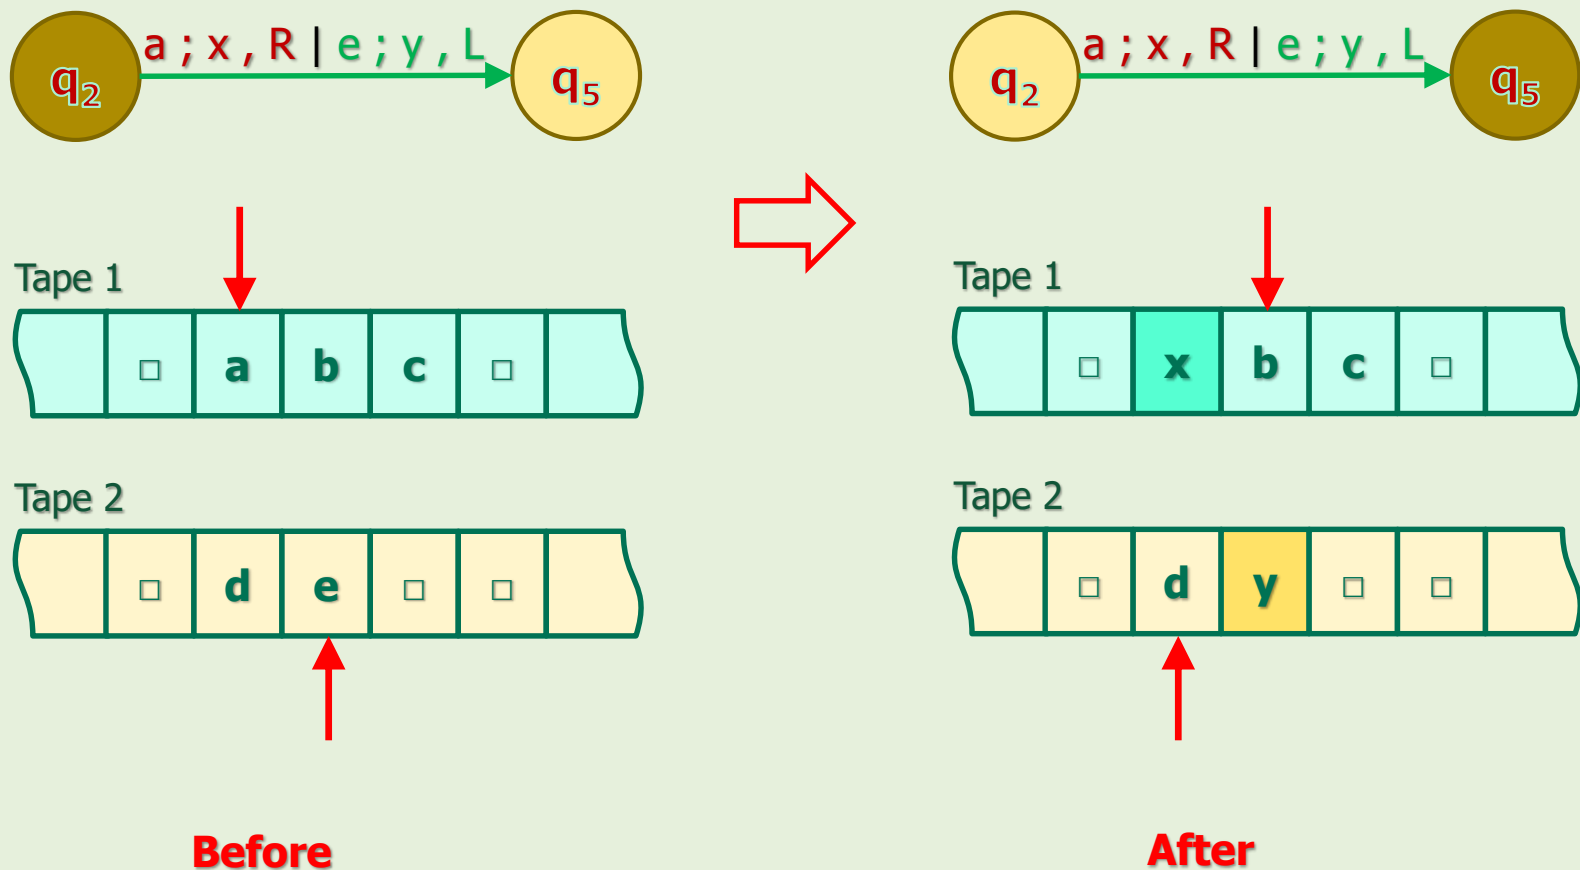 a ; x , R | e ; y , L
q₂ q₅
a ; x , R | e ; y , L
q₂ q₅
Tape 1
□ a b c □
Tape 1
□ x b c □
Tape 2
□ d e □ □
Tape 2
□ d y □ □
Before
After